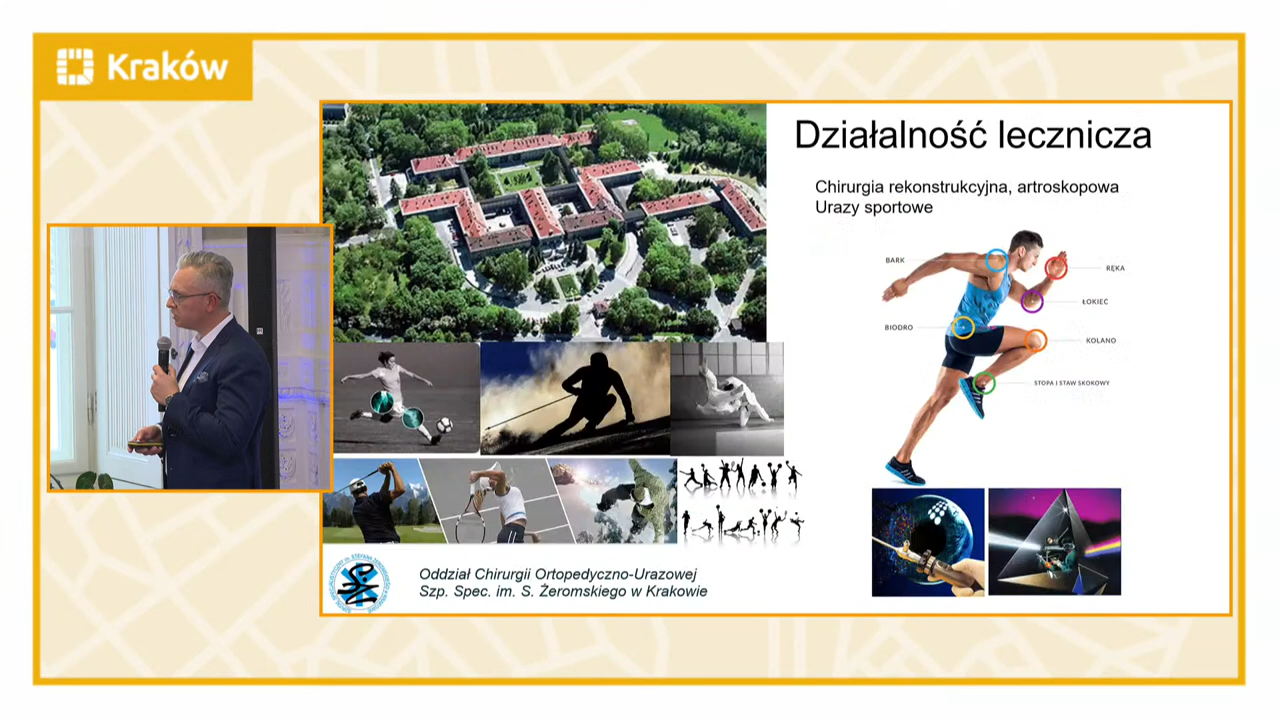 Kraków
Działalność lecznicza
Chirurgia rekonstrukcyjna, artroskopowa
Urazy sportowe
BARK
RĘKA
ŁOKIEC
BIODRO
KOLANO
STOPA I STAW SKOKOWY
Oddział Chirurgii Ortopedyczno-Urazowej
Szp. Spec. im. S. Żeromskiego w Krakowie